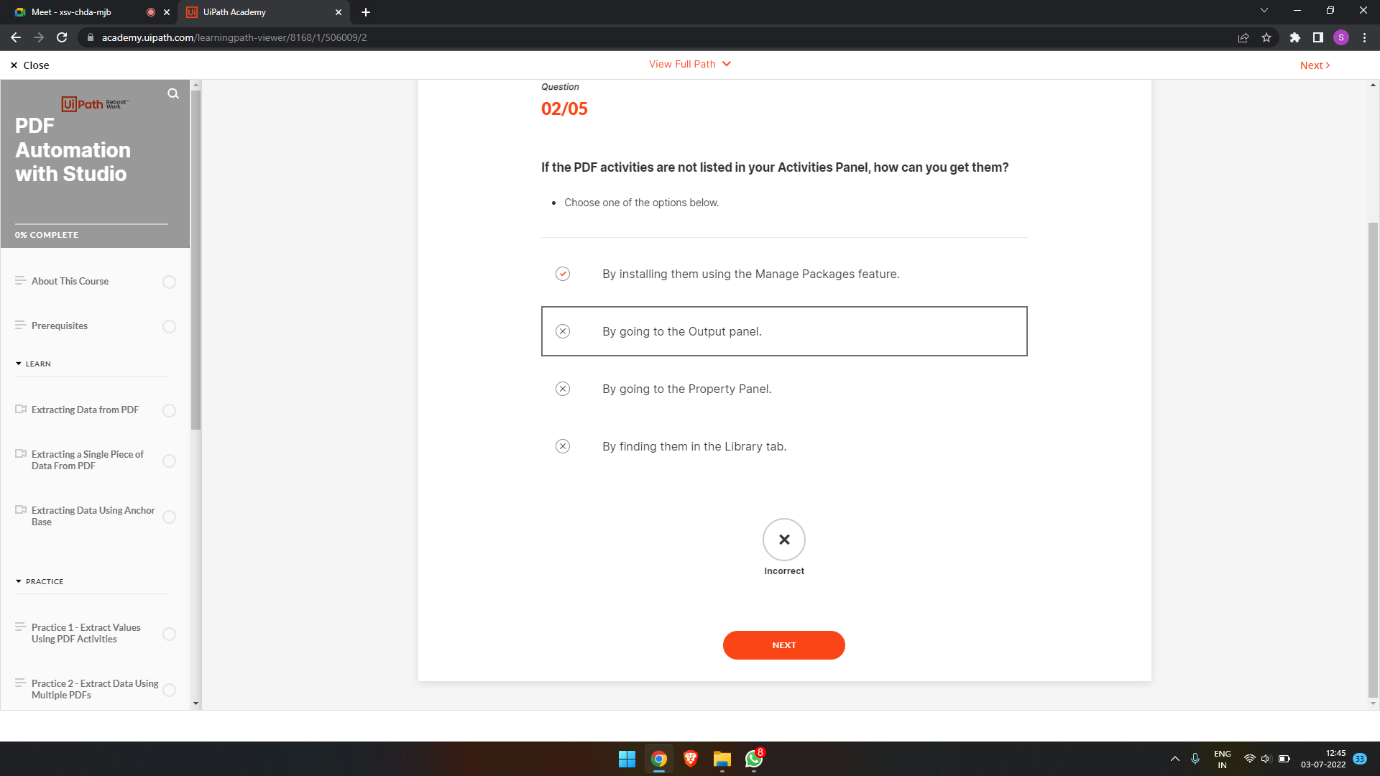 Meet - xsv-chda-mjb
UiPath Academy
academy.uipath.com/learningpath-viewer/8168/1/506009/2
S
Close
View Full Path
Next
UiPath Reboot Work.™
PDF
Automation
with Studio
0% COMPLETE
About This Course
Prerequisites
LEARN
Extracting Data from PDF
Extracting a Single Piece of
Data From PDF
Extracting Data Using Anchor
Base
PRACTICE
Practice 1 - Extract Values
Using PDF Activities
Practice 2 - Extract Data Using
Multiple PDFs
Question
02/05
If the PDF activities are not listed in your Activities Panel, how can you get them?
• Choose one of the options below.
By installing them using the Manage Packages feature.
By going to the Output panel.
By going to the Property Panel.
By finding them in the Library tab.
Incorrect
NEXT
8
ENG
IN
12:45
03-07-2022
33